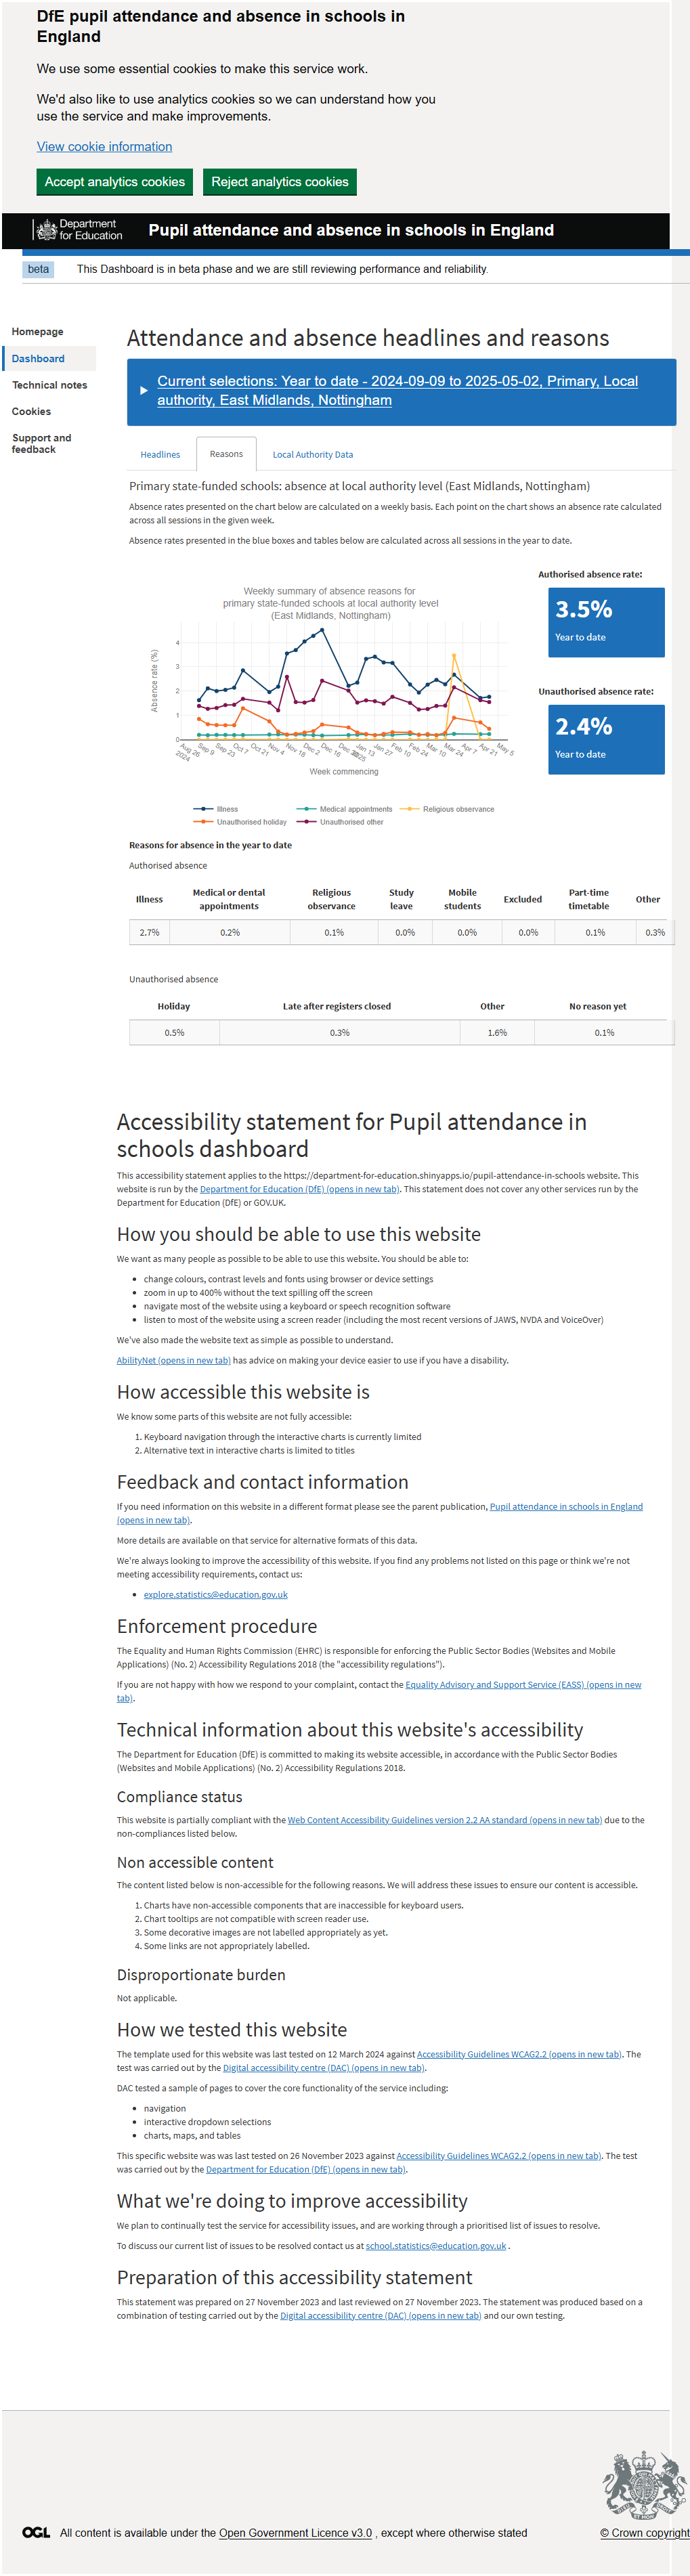 DfE pupil attendance and absence in schools in
England
We use some essential cookies to make this service work.
We'd also like to use analytics cookies so we can understand how you
use the service and make improvements.
View cookie information
Accept analytics cookies
Reject analytics cookies
Department
for Education
Pupil attendance and absence in schools in England
beta
This Dashboard is in beta phase and we are still reviewing performance and reliability.
Homepage
Dashboard
Technical notes
Cookies
Support and
feedback
Attendance and absence headlines and reasons
Current selections: Year to date - 2024-09-09 to 2025-05-02, Primary, Local
authority, East Midlands, Nottingham
Headlines
Reasons
Local Authority Data
Primary state-funded schools: absence at local authority level (East Midlands, Nottingham)
Absence rates presented on the chart below are calculated on a weekly basis. Each point on the chart shows an absence rate calculated
across all sessions in the given week.
Absence rates presented in the blue boxes and tables below are calculated across all sessions in the year to date.
Weekly summary of absence reasons for
primary state-funded schools at local authority level
(East Midlands, Nottingham)
Absence rate (%)
4
3
2
1
0
Aug 26
2024
Sep 9
Sep 23
Oct 7
Oct 21
Nov 4
Nov 18
Dec 2
Dec 16
Dec
Jan 13
2025
Jan 27
Feb 10
Feb 24
Mar 10
Mar 24
Apr 7
Apr 21
May 5
Week commencing
Illness
Medical appointments
Religious observance
Unauthorised holiday
Unauthorised other
Authorised absence rate:
3.5%
Year to date
Unauthorised absence rate:
2.4%
Year to date
Reasons for absence in the year to date
Authorised absence
Illness
Medical or dental
appointments
Religious
observance
Study
leave
Mobile
students
Excluded
Part-time
timetable
Other
2.7%
0.2%
0.1%
0.0%
0.0%
0.0%
0.1%
0.3%
Unauthorised absence
Holiday
Late after registers closed
Other
No reason yet
0.5%
0.3%
1.6%
0.1%
Accessibility statement for Pupil attendance in
schools dashboard
This accessibility statement applies to the https://department-for-education.shinyapps.io/pupil-attendance-in-schools website. This
website is run by the Department for Education (DfE) (opens in new tab). This statement does not cover any other services run by the
Department for Education (DfE) or GOV.UK.
How you should be able to use this website
We want as many people as possible to be able to use this website. You should be able to:
• change colours, contrast levels and fonts using browser or device settings
• zoom in up to 400% without the text spilling off the screen
• navigate most of the website using a keyboard or speech recognition software
• listen to most of the website using a screen reader (including the most recent versions of JAWS, NVDA and VoiceOver)
We've also made the website text as simple as possible to understand.
AbilityNet (opens in new tab) has advice on making your device easier to use if you have a disability.
How accessible this website is
We know some parts of this website are not fully accessible:
1. Keyboard navigation through the interactive charts is currently limited
2. Alternative text in interactive charts is limited to titles
Feedback and contact information
If you need information on this website in a different format please see the parent publication, Pupil attendance in schools in England
(opens in new tab).
More details are available on that service for alternative formats of this data.
We're always looking to improve the accessibility of this website. If you find any problems not listed on this page or think we're not
meeting accessibility requirements, contact us:
• explore.statistics@education.gov.uk
Enforcement procedure
The Equality and Human Rights Commission (EHRC) is responsible for enforcing the Public Sector Bodies (Websites and Mobile
Applications) (No. 2) Accessibility Regulations 2018 (the "accessibility regulations").
If you are not happy with how we respond to your complaint, contact the Equality Advisory and Support Service (EASS) (opens in new
tab).
Technical information about this website's accessibility
The Department for Education (DfE) is committed to making its website accessible, in accordance with the Public Sector Bodies
(Websites and Mobile Applications) (No. 2) Accessibility Regulations 2018.
Compliance status
This website is partially compliant with the Web Content Accessibility Guidelines version 2.2 AA standard (opens in new tab) due to the
non-compliances listed below.
Non accessible content
The content listed below is non-accessible for the following reasons. We will address these issues to ensure our content is accessible.
1. Charts have non-accessible components that are inaccessible for keyboard users.
2. Chart tooltips are not compatible with screen reader use.
3. Some decorative images are not labelled appropriately as yet.
4. Some links are not appropriately labelled.
Disproportionate burden
Not applicable.
How we tested this website
The template used for this website was last tested on 12 March 2024 against Accessibility Guidelines WCAG2.2 (opens in new tab). The
test was carried out by the Digital accessibility centre (DAC) (opens in new tab).
DAC tested a sample of pages to cover the core functionality of the service including:
• navigation
• interactive dropdown selections
• charts, maps, and tables
This specific website was was last tested on 26 November 2023 against Accessibility Guidelines WCAG2.2 (opens in new tab). The test
was carried out by the Department for Education (DfE) (opens in new tab).
What we're doing to improve accessibility
We plan to continually test the service for accessibility issues, and are working through a prioritised list of issues to resolve.
To discuss our current list of issues to be resolved contact us at school.statistics@education.gov.uk .
Preparation of this accessibility statement
This statement was prepared on 27 November 2023 and last reviewed on 27 November 2023. The statement was produced based on a
combination of testing carried out by the Digital accessibility centre (DAC) (opens in new tab) and our own testing.
OGL
All content is available under the Open Government Licence v3.0 , except where otherwise stated
© Crown copyright